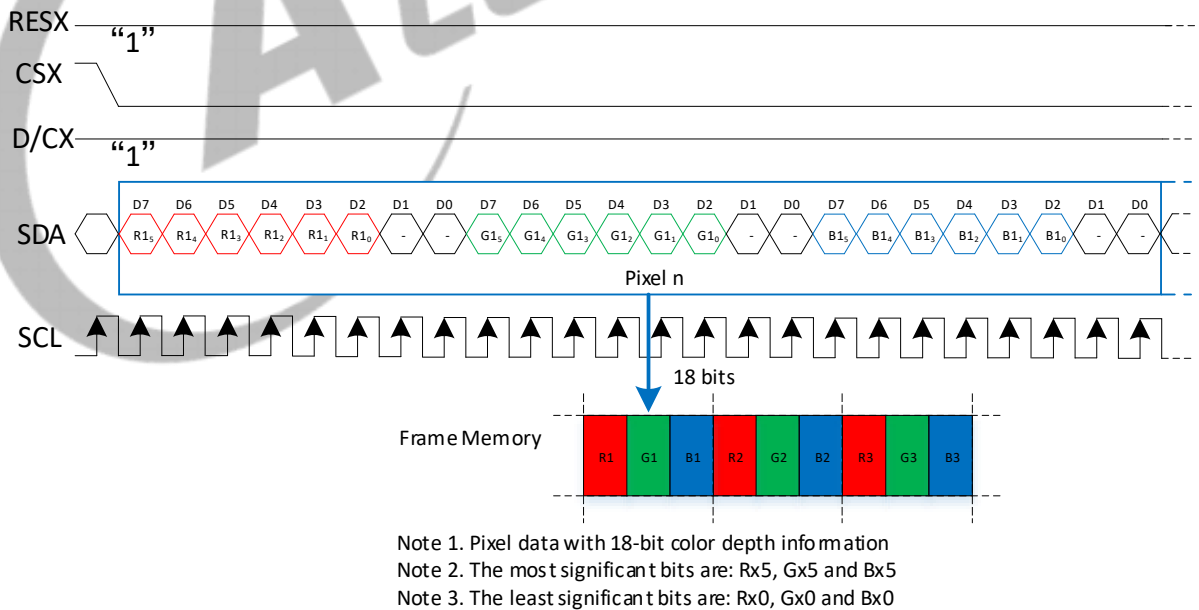 RESX “1”
CSX
D/CX “1”
D7 D6 D5 D4 D3 D2 D1 D0 D7 D6 D5 D4 D3 D2 D1 D0 D7 D6 D5 D4 D3 D2 D1 D0
SDA R1₅ R1₄ R1₃ R1₂ R1₁ R1₀ - - G1₅ G1₄ G1₃ G1₂ G1₁ G1₀ - - B1₅ B1₄ B1₃ B1₂ B1₁ B1₀ - -
Pixel n
SCL
18 bits
Frame Memory
R1 G1 B1 R2 G2 B2 R3 G3 B3
Note 1. Pixel data with 18-bit color depth information
Note 2. The most significant bits are: Rx5, Gx5 and Bx5
Note 3. The least significant bits are: Rx0, Gx0 and Bx0